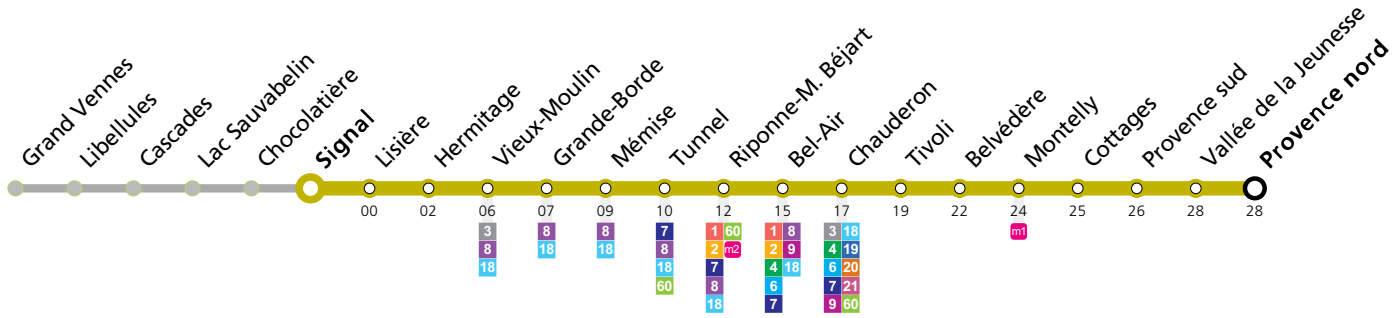 Grand Vennes
Libellules
Cascades
Lac Sauvabelin
Chocolatière
Signal
Lisière
Hermitage
Vieux-Moulin
Grande-Borde
Mémise
Tunnel
Riponne-M. Béjart
Bel-Air
Chauderon
Tivoli
Belvédère
Montelly
Cottages
Provence sud
Vallée de la Jeunesse
Provence nord
00 02 06 07 09 10 12 15 17 19 22 24 25 26 28 28
3 8 8 7 1 60 1 8 3 18 m1
8 18 18 8 2 m2 2 9 4 19
18 18 7 4 18 6 20
60 8 6 7 21
18 7 9 60